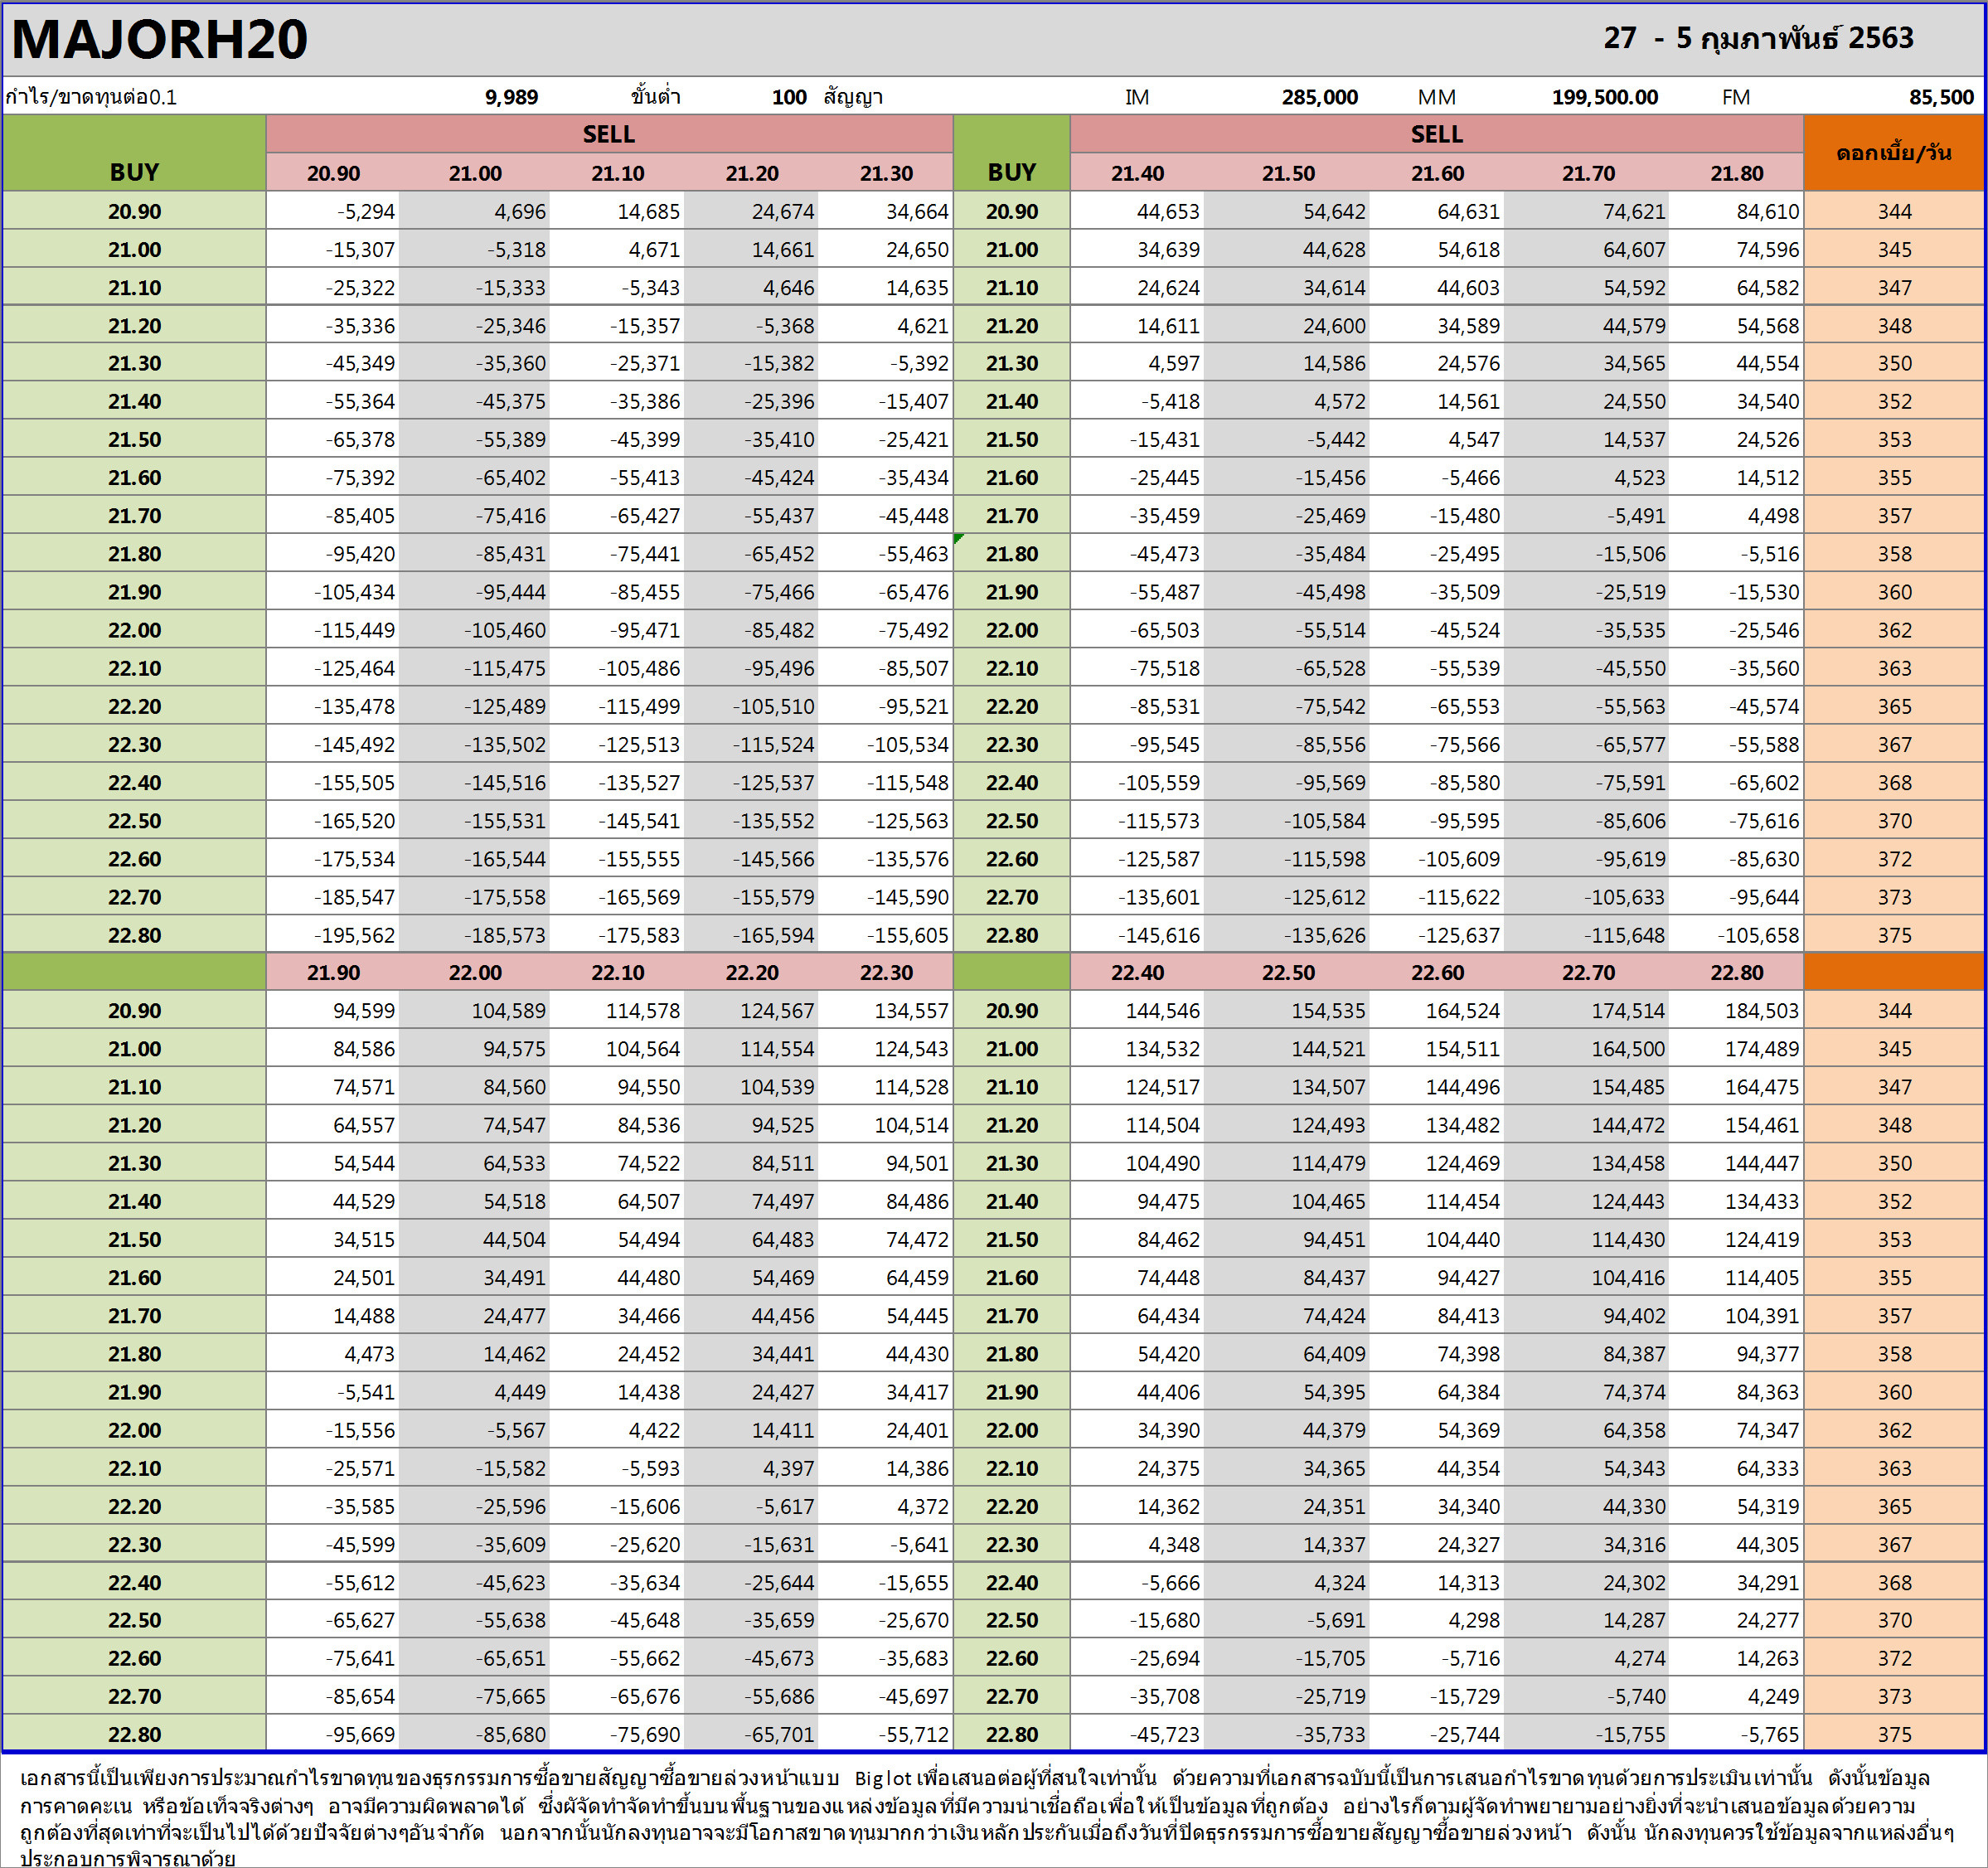 MAJORH20 27 - 5 กุมภาพันธ์ 2563
กำไร/ขาดทุนต่อ0.1 9,989 ขั้นต่ำ 100 สัญญา IM 285,000 MM 199,500.00 FM 85,500
BUY SELL BUY SELL ดอกเบี้ย/วัน
20.90 21.00 21.10 21.20 21.30 21.40 21.50 21.60 21.70 21.80
20.90 -5,294 4,696 14,685 24,674 34,664 20.90 44,653 54,642 64,631 74,621 84,610 344
21.00 -15,307 -5,318 4,671 14,661 24,650 21.00 34,639 44,628 54,618 64,607 74,596 345
21.10 -25,322 -15,333 -5,343 4,646 14,635 21.10 24,624 34,614 44,603 54,592 64,582 347
21.20 -35,336 -25,346 -15,357 -5,368 4,621 21.20 14,611 24,600 34,589 44,579 54,568 348
21.30 -45,349 -35,360 -25,371 -15,382 -5,392 21.30 4,597 14,586 24,576 34,565 44,554 350
21.40 -55,364 -45,375 -35,386 -25,396 -15,407 21.40 -5,418 4,572 14,561 24,550 34,540 352
21.50 -65,378 -55,389 -45,399 -35,410 -25,421 21.50 -15,431 -5,442 4,547 14,537 24,526 353
21.60 -75,392 -65,402 -55,413 -45,424 -35,434 21.60 -25,445 -15,456 -5,466 4,523 14,512 355
21.70 -85,405 -75,416 -65,427 -55,437 -45,448 21.70 -35,459 -25,469 -15,480 -5,491 4,498 357
21.80 -95,420 -85,431 -75,441 -65,452 -55,463 21.80 -45,473 -35,484 -25,495 -15,506 -5,516 358
21.90 -105,434 -95,444 -85,455 -75,466 -65,476 21.90 -55,487 -45,498 -35,509 -25,519 -15,530 360
22.00 -115,449 -105,460 -95,471 -85,482 -75,492 22.00 -65,503 -55,514 -45,524 -35,535 -25,546 362
22.10 -125,464 -115,475 -105,486 -95,496 -85,507 22.10 -75,518 -65,528 -55,539 -45,550 -35,560 363
22.20 -135,478 -125,489 -115,499 -105,510 -95,521 22.20 -85,531 -75,542 -65,553 -55,563 -45,574 365
22.30 -145,492 -135,502 -125,513 -115,524 -105,534 22.30 -95,545 -85,556 -75,566 -65,577 -55,588 367
22.40 -155,505 -145,516 -135,527 -125,537 -115,548 22.40 -105,559 -95,569 -85,580 -75,591 -65,602 368
22.50 -165,520 -155,531 -145,541 -135,552 -125,563 22.50 -115,573 -105,584 -95,595 -85,606 -75,616 370
22.60 -175,534 -165,544 -155,555 -145,566 -135,576 22.60 -125,587 -115,598 -105,609 -95,619 -85,630 372
22.70 -185,547 -175,558 -165,569 -155,579 -145,590 22.70 -135,601 -125,612 -115,622 -105,633 -95,644 373
22.80 -195,562 -185,573 -175,583 -165,594 -155,605 22.80 -145,616 -135,626 -125,637 -115,648 -105,658 375
21.90 22.00 22.10 22.20 22.30 22.40 22.50 22.60 22.70 22.80
20.90 94,599 104,589 114,578 124,567 134,557 20.90 144,546 154,535 164,524 174,514 184,503 344
21.00 84,586 94,575 104,564 114,554 124,543 21.00 134,532 144,521 154,511 164,500 174,489 345
21.10 74,571 84,560 94,550 104,539 114,528 21.10 124,517 134,507 144,496 154,485 164,475 347
21.20 64,557 74,547 84,536 94,525 104,514 21.20 114,504 124,493 134,482 144,472 154,461 348
21.30 54,544 64,533 74,522 84,511 94,501 21.30 104,490 114,479 124,469 134,458 144,447 350
21.40 44,529 54,518 64,507 74,497 84,486 21.40 94,475 104,465 114,454 124,443 134,433 352
21.50 34,515 44,504 54,494 64,483 74,472 21.50 84,462 94,451 104,440 114,430 124,419 353
21.60 24,501 34,491 44,480 54,469 64,459 21.60 74,448 84,437 94,427 104,416 114,405 355
21.70 14,488 24,477 34,466 44,456 54,445 21.70 64,434 74,424 84,413 94,402 104,391 357
21.80 4,473 14,462 24,452 34,441 44,430 21.80 54,420 64,409 74,398 84,387 94,377 358
21.90 -5,541 4,449 14,438 24,427 34,417 21.90 44,406 54,395 64,384 74,374 84,363 360
22.00 -15,556 -5,567 4,422 14,411 24,401 22.00 34,390 44,379 54,369 64,358 74,347 362
22.10 -25,571 -15,582 -5,593 4,397 14,386 22.10 24,375 34,365 44,354 54,343 64,333 363
22.20 -35,585 -25,596 -15,606 -5,617 4,372 22.20 14,362 24,351 34,340 44,330 54,319 365
22.30 -45,599 -35,609 -25,620 -15,631 -5,641 22.30 4,348 14,337 24,327 34,316 44,305 367
22.40 -55,612 -45,623 -35,634 -25,644 -15,655 22.40 -5,666 4,324 14,313 24,302 34,291 368
22.50 -65,627 -55,638 -45,648 -35,659 -25,670 22.50 -15,680 -5,691 4,298 14,287 24,277 370
22.60 -75,641 -65,651 -55,662 -45,673 -35,683 22.60 -25,694 -15,705 -5,716 4,274 14,263 372
22.70 -85,654 -75,665 -65,676 -55,686 -45,697 22.70 -35,708 -25,719 -15,729 -5,740 4,249 373
22.80 -95,669 -85,680 -75,690 -65,701 -55,712 22.80 -45,723 -35,733 -25,744 -15,755 -5,765 375
เอกสารนี้เป็นเพียงการประมาณกำไรขาดทุนของธุรกรรมการซื้อขายสัญญาซื้อขายล่วงหน้าแบบ Big lot เพื่อเสนอต่อผู้ที่สนใจเท่านั้น ด้วยความที่เอกสารฉบับนี้เป็นการเสนอกำไรขาดทุนด้วยการประเมินเท่านั้น ดังนั้นข้อมูล
การคาดคะเน หรือข้อเท็จจริงต่างๆ อาจมีความผิดพลาดได้ ซึ่งผู้จัดทำจัดทำขึ้นบนพื้นฐานของแหล่งข้อมูลที่มีความน่าเชื่อถือเพื่อให้เป็นข้อมูลที่ถูกต้อง อย่างไรก็ตามผู้จัดทำพยายามอย่างยิ่งที่จะนำเสนอข้อมูลด้วยความ
ถูกต้องที่สุดเท่าที่จะเป็นไปได้ด้วยปัจจัยต่างๆอันจำกัด นอกจากนั้นนักลงทุนอาจจะมีโอกาสขาดทุนมากกว่าเงินหลักประกันเมื่อถึงวันที่ปิดธุรกรรมการซื้อขายสัญญาซื้อขายล่วงหน้า ดังนั้น นักลงทุนควรใช้ข้อมูลจากแหล่งอื่นๆ
ประกอบการพิจารณาด้วย